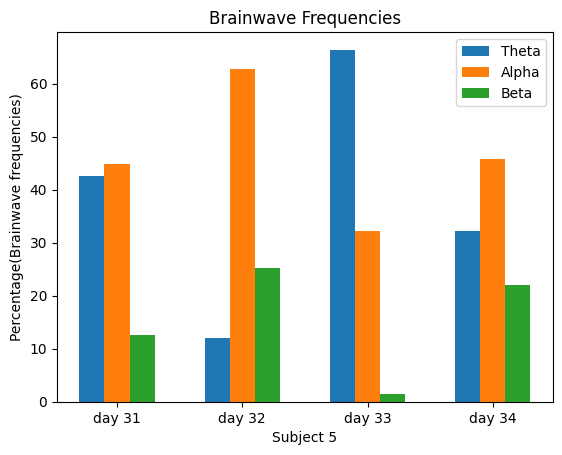 Brainwave Frequencies
Theta
Alpha
Beta
Percentage(Brainwave frequencies)
60
50
40
30
20
10
0
day 31 day 32 day 33 day 34
Subject 5